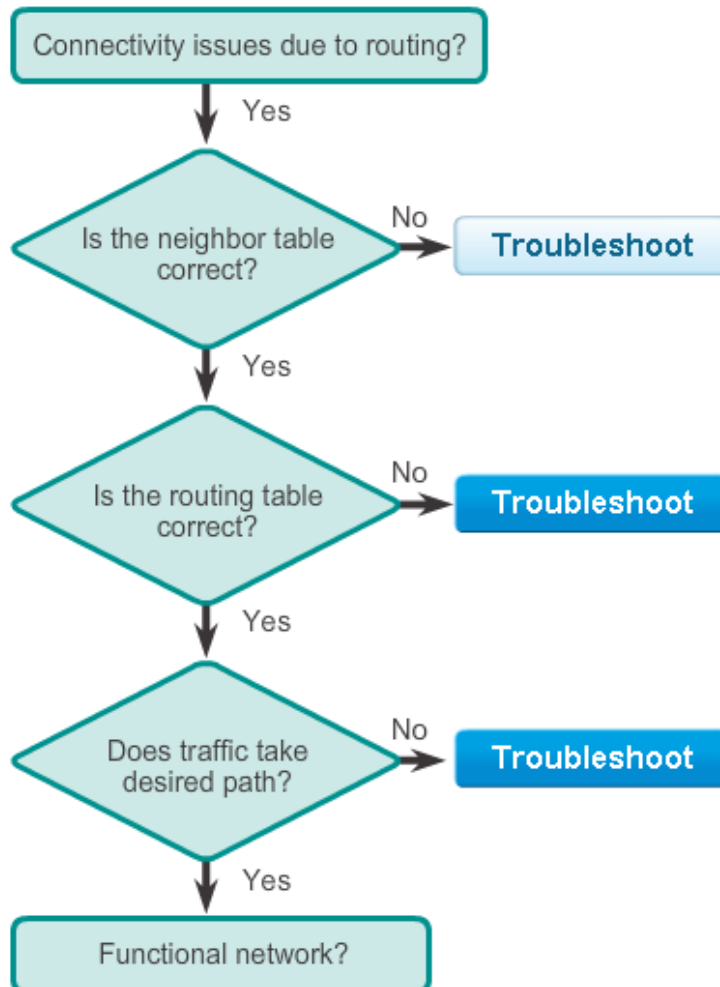 Connectivity issues due to routing?
Yes
Is the neighbor table
correct?
No
Troubleshoot
Yes
Is the routing table
correct?
No
Troubleshoot
Yes
Does traffic take
desired path?
No
Troubleshoot
Yes
Functional network?